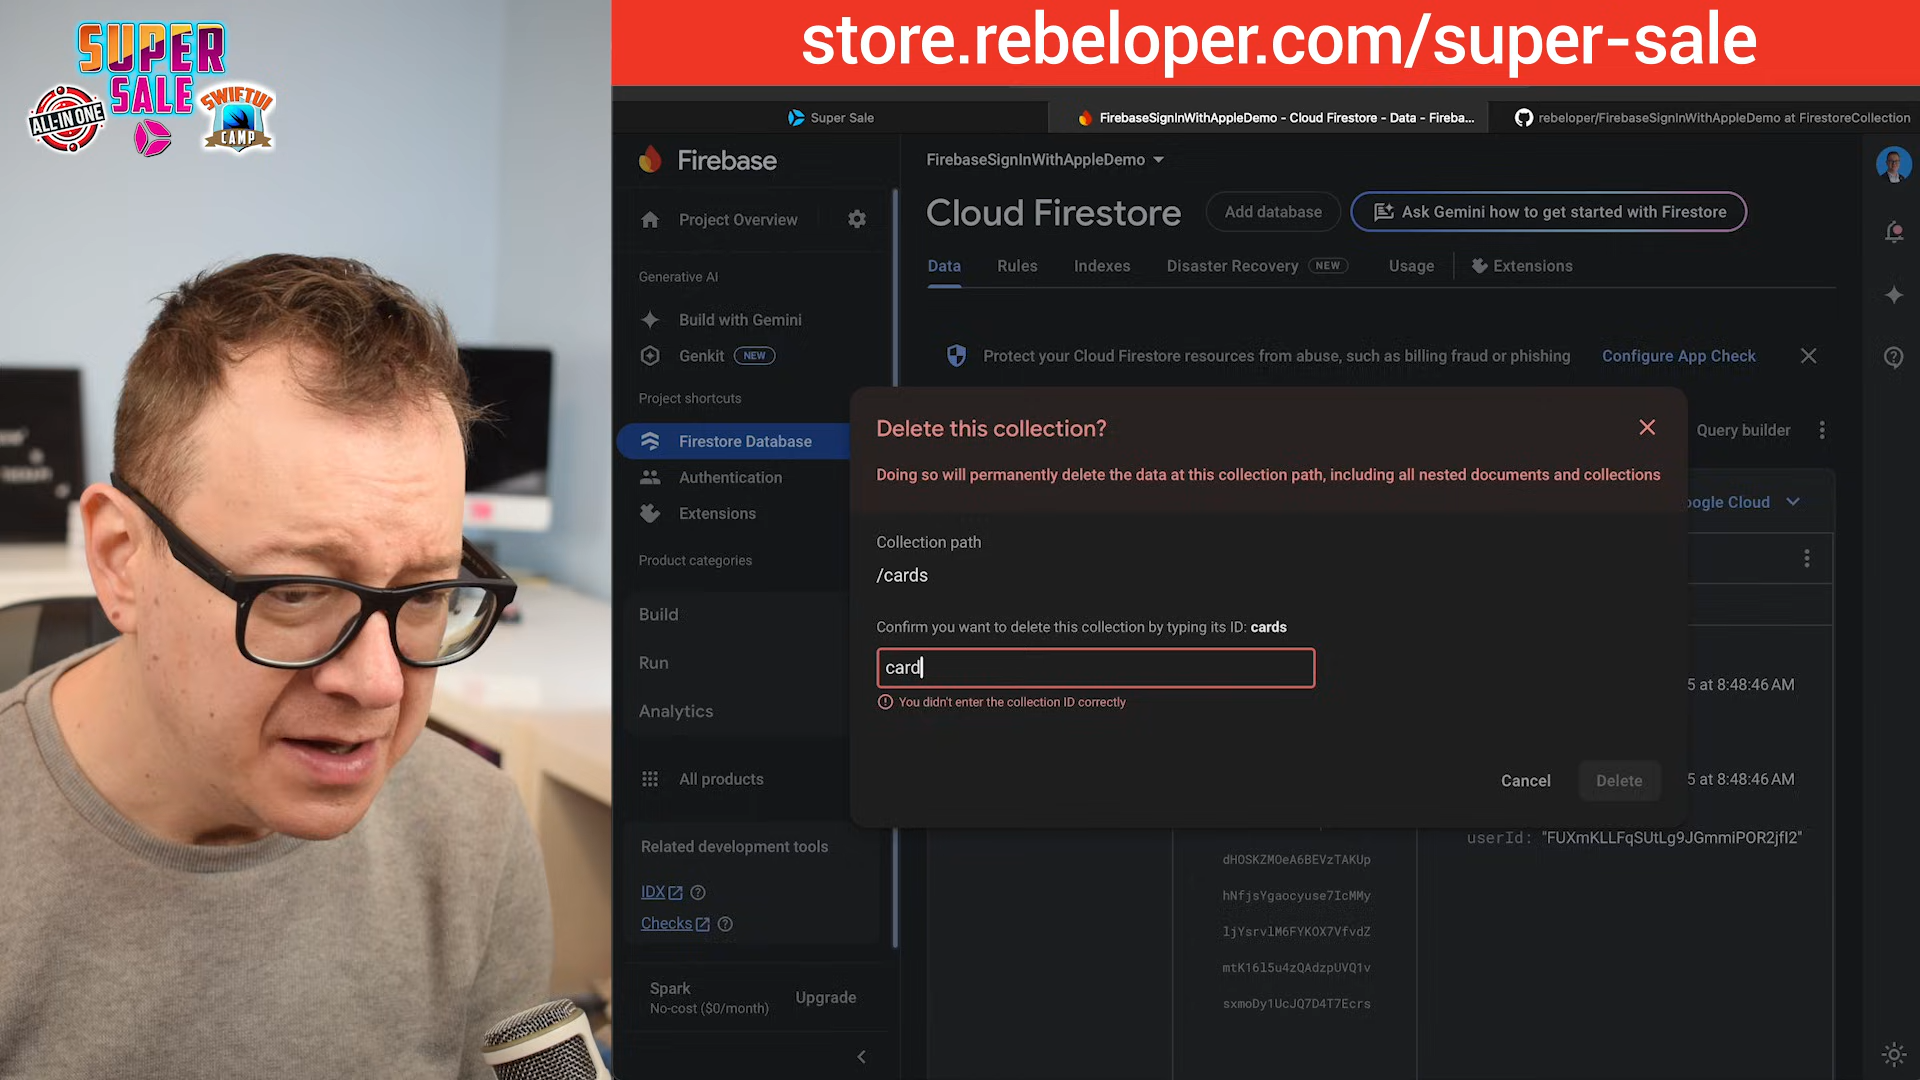 SUPER
SALE
ALL-IN-ONE
SWIFTUI
CAMP
store.rebeloper.com/super-sale
Super Sale
FirebaseSignInWithAppleDemo - Cloud Firestore - Data - Fireba...
rebeloper/FirebaseSignInWithAppleDemo at FirestoreCollection
Firebase
FirebaseSignInWithAppleDemo
Project Overview
Cloud Firestore
Add database
Ask Gemini how to get started with Firestore
Data
Rules
Indexes
Disaster Recovery
NEW
Usage
Extensions
Generative AI
Build with Gemini
Genkit
NEW
Protect your Cloud Firestore resources from abuse, such as billing fraud or phishing
Configure App Check
Project shortcuts
Firestore Database
Authentication
Extensions
Product categories
Build
Run
Analytics
All products
Related development tools
IDX
Checks
Spark
No-cost ($0/month)
Upgrade
Query builder
oogle Cloud
Delete this collection?
Doing so will permanently delete the data at this collection path, including all nested documents and collections
Collection path
/cards
Confirm you want to delete this collection by typing its ID: cards
card
You didn't enter the collection ID correctly
Cancel
Delete
5 at 8:48:46 AM
5 at 8:48:46 AM
userId: "FUXmKLLFqSUtLg9JGmmiPOR2jfI2"
dHOSKZMOeA6BEVzTAKUp
hNfjsYgaocyuse7IcMMy
ljYsrvlM6FYKOX7VfvdZ
mtK16l5u4zQAdzpUVQ1v
sxmoDy1UcJQ7D4T7Ecrs